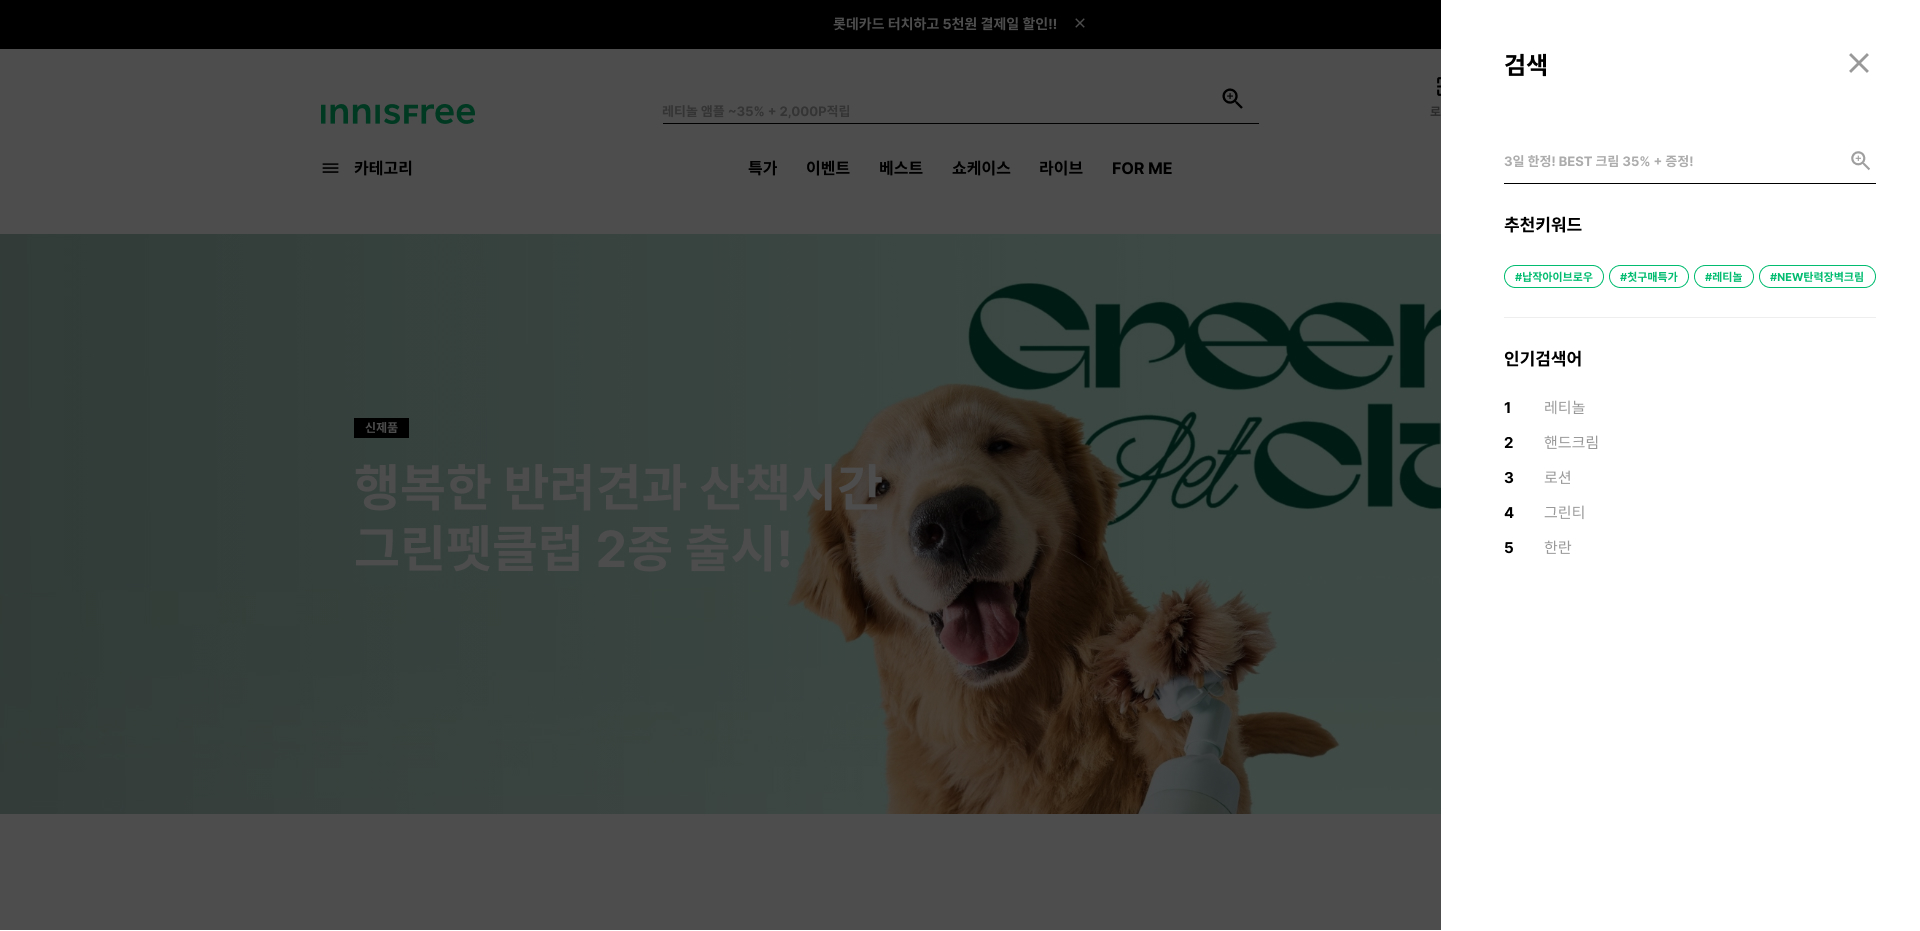 롯데카드 터치하고 5천원 결제일 할인!!
innisfree
레티놀 앰플 ~35% + 2,000P적립
로
카테고리
특가 이벤트 베스트 쇼케이스 라이브 FOR ME
Green
Pet
Clu
신제품
행복한 반려견과 산책시간
그린펫클럽 2종 출시!
검색
3일 한정! BEST 크림 35% + 증정!
추천키워드
#납작아이브로우 #첫구매특가 #레티놀 #NEW탄력장벽크림
인기검색어
1 레티놀
2 핸드크림
3 로션
4 그린티
5 한란